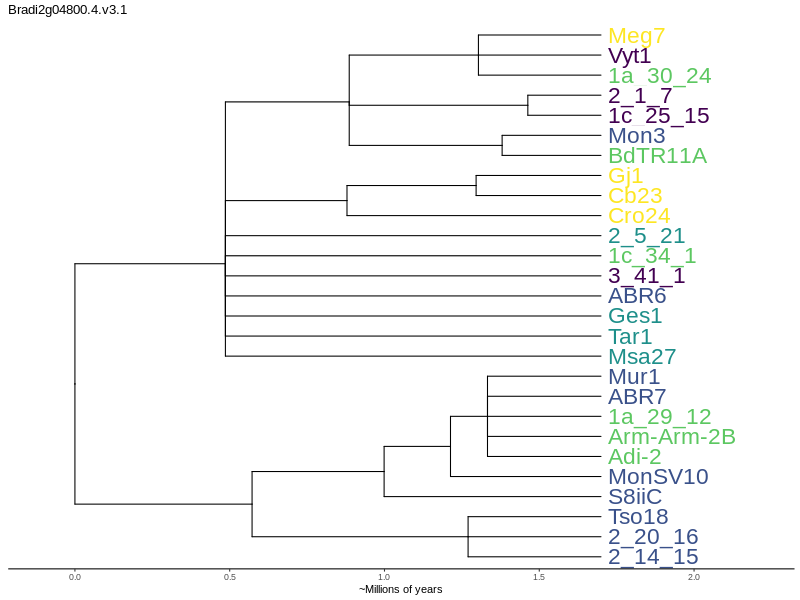 Bradi2g04800.4.v3.1
Meg7
Vyt1
1a_30_24
2_1_7
1c_25_15
Mon3
BdTR11A
Gj1
Cb23
Cro24
2_5_21
1c_34_1
3_41_1
ABR6
Ges1
Tar1
Msa27
Mur1
ABR7
1a_29_12
Arm-Arm-2B
Adi-2
MonSV10
S8iiC
Tso18
2_20_16
2_14_15
0.0 0.5 1.0 1.5 2.0
~Millions of years